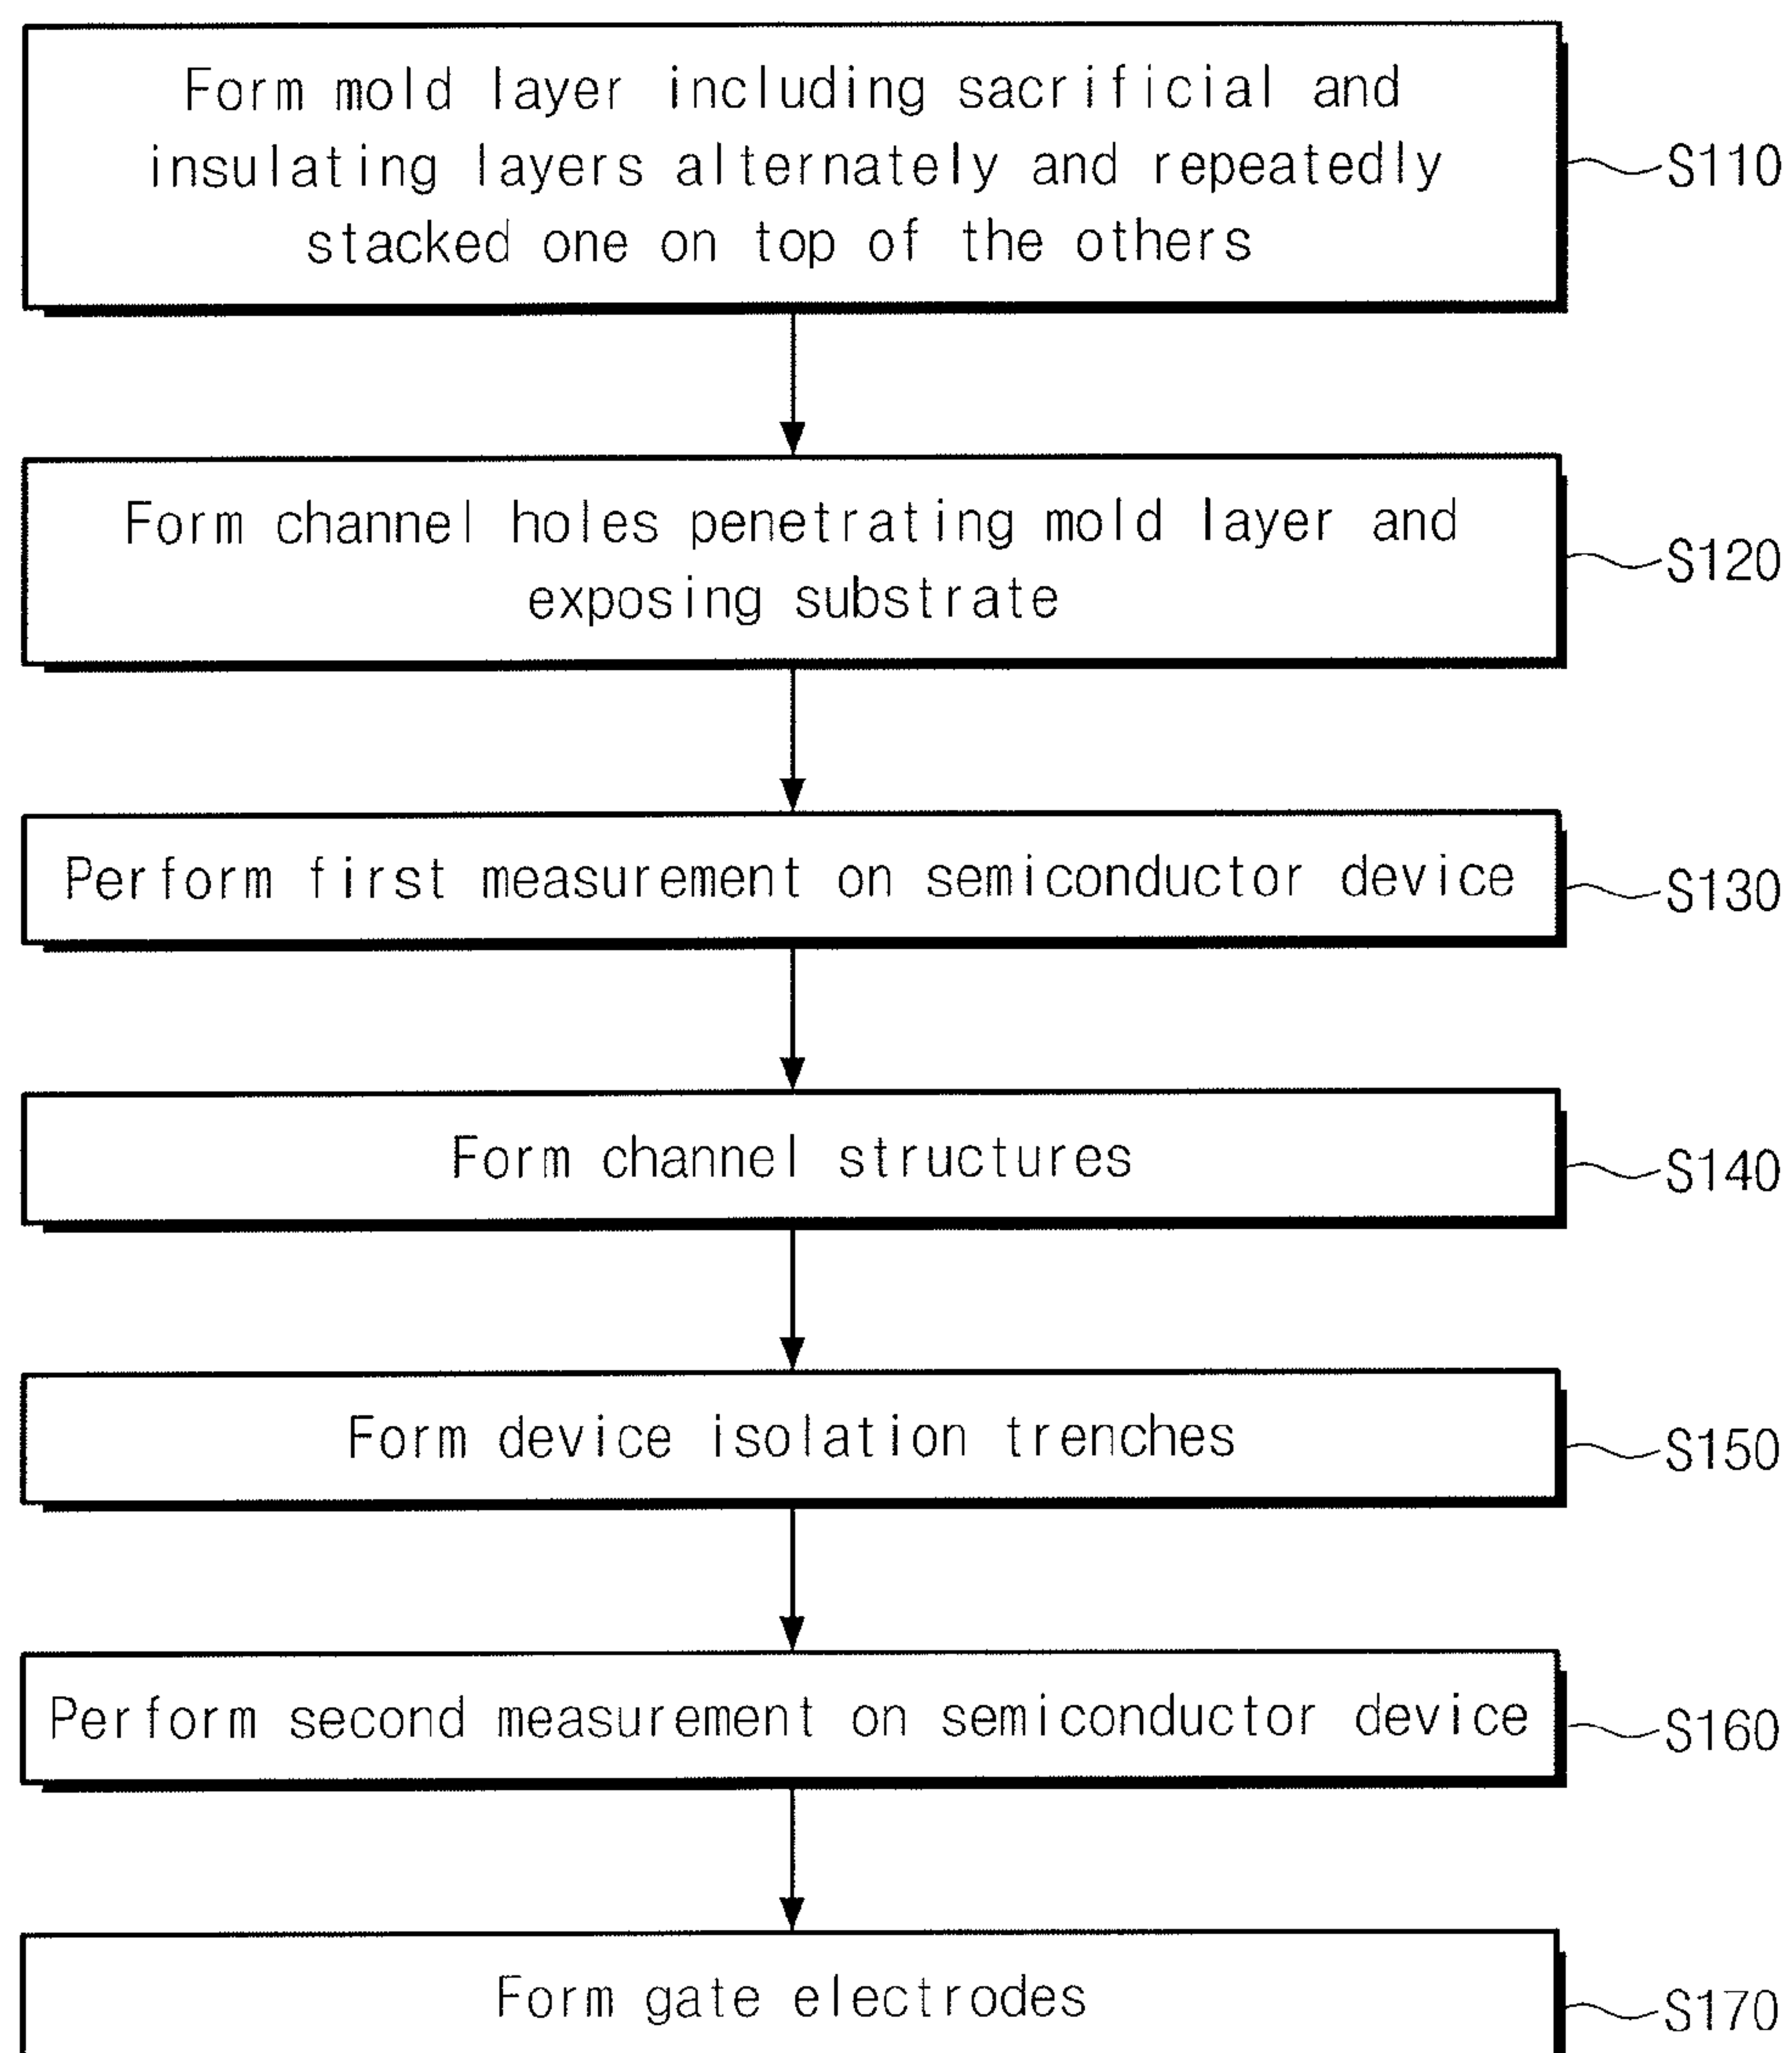 Form mold layer including sacrificial and
insulating layers alternately and repeatedly
stacked one on top of the others
S110
Form channel holes penetrating mold layer and
exposing substrate
S120
Perform first measurement on semiconductor device
S130
Form channel structures
S140
Form device isolation trenches
S150
Perform second measurement on semiconductor device
S160
Form gate electrodes
S170